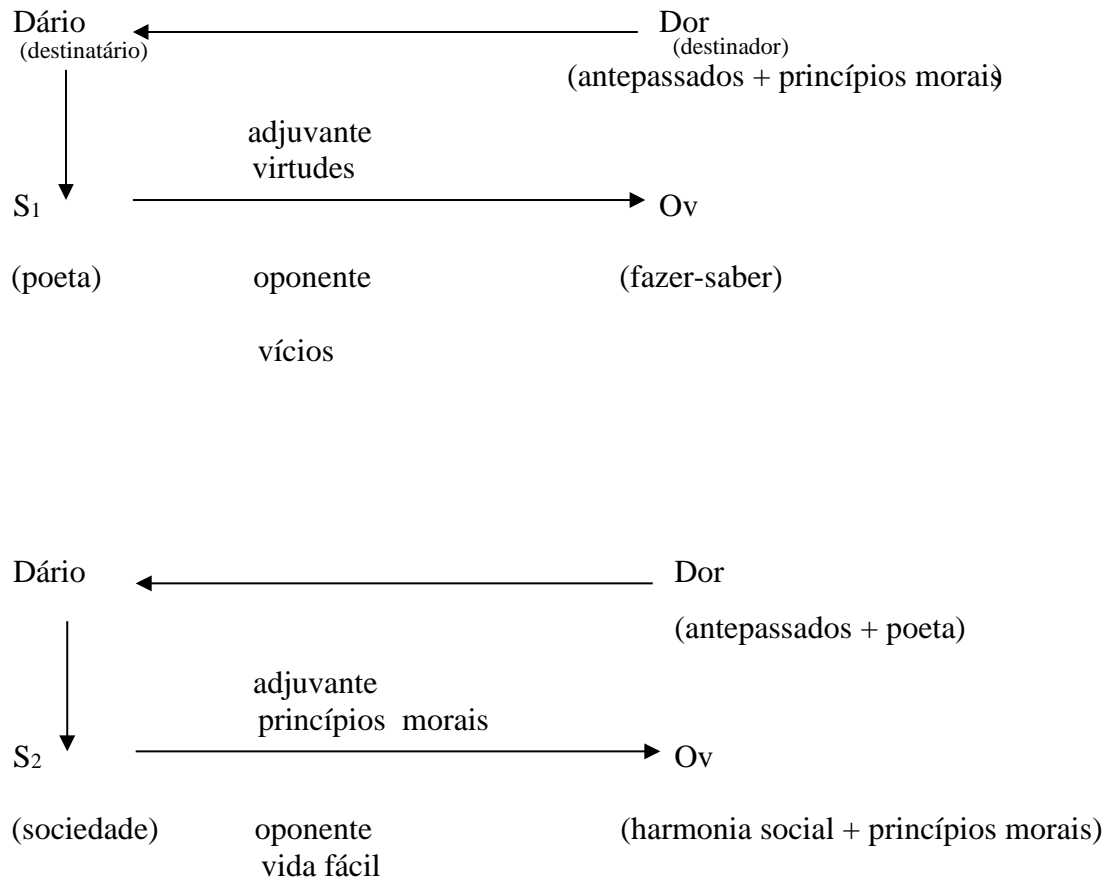 Dário Dor
(destinatário) (destinador)
(antepassados + princípios morais)
adjuvante
virtudes
S1 Ov
(poeta) oponente (fazer-saber)
vícios
Dário Dor
(antepassados + poeta)
adjuvante
princípios morais
S2 Ov
(sociedade) oponente (harmonia social + princípios morais)
vida fácil